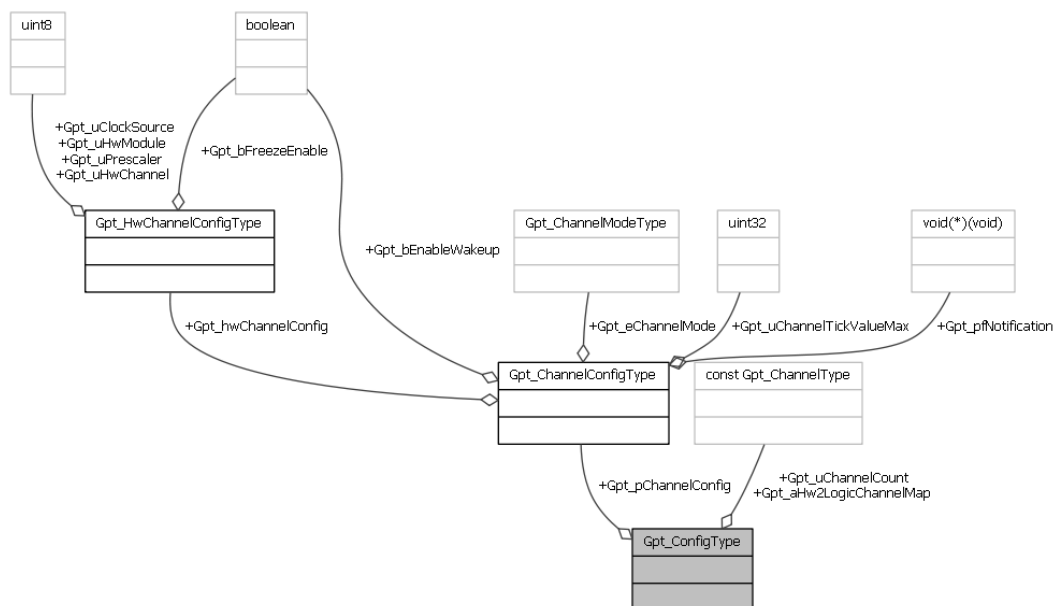 uint8
boolean
+Gpt_uClockSource
+Gpt_uHwModule
+Gpt_uPrescaler
+Gpt_uHwChannel
+Gpt_bFreezeEnable
Gpt_HwChannelConfigType
Gpt_ChannelModeType
uint32
void(*)(void)
+Gpt_bEnableWakeup
+Gpt_hwChannelConfig
+Gpt_eChannelMode
+Gpt_uChannelTickValueMax
+Gpt_pfNotification
Gpt_ChannelConfigType
const Gpt_ChannelType
+Gpt_pChannelConfig
+Gpt_uChannelCount
+Gpt_aHw2LogicChannelMap
Gpt_ConfigType